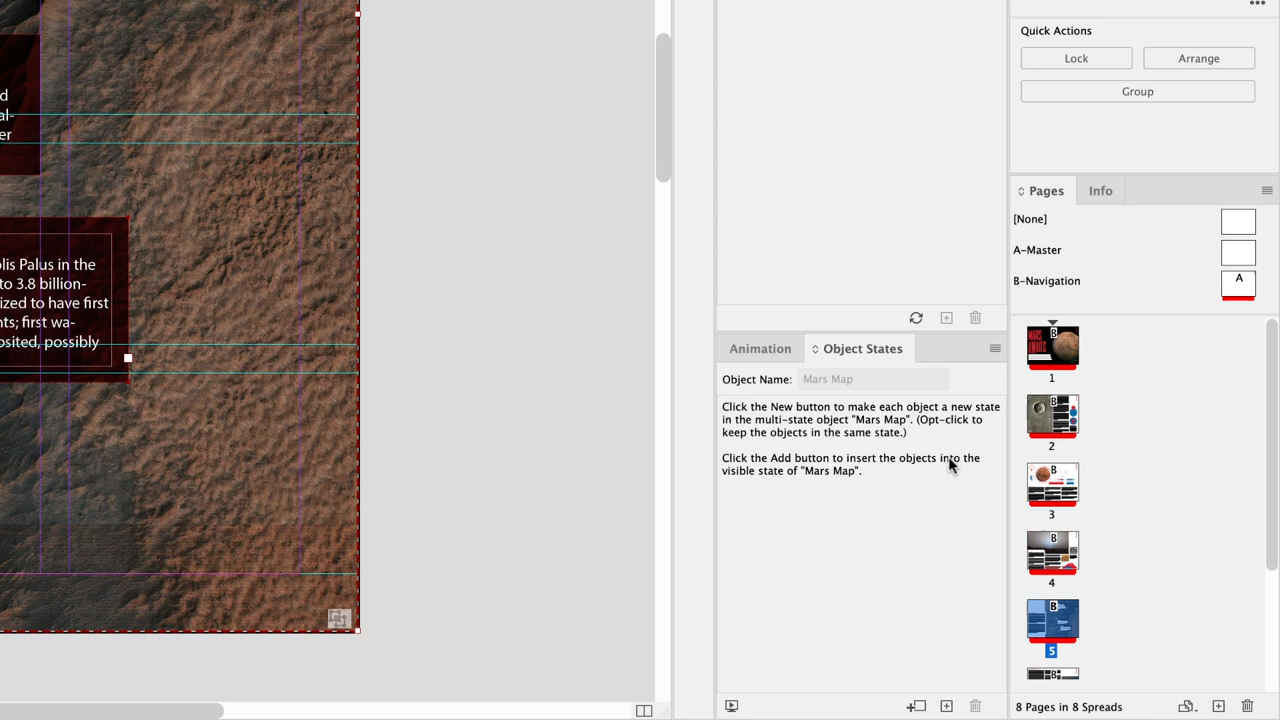 d
al-
er
lis Palus in the
to 3.8 billion-
ized to have first
nts; first wa-
osited, possibly
Animation
Object States
Object Name: Mars Map
Click the New button to make each object a new state
in the multi-state object "Mars Map". (Opt-click to
keep the objects in the same state.)
Click the Add button to insert the objects into the
visible state of "Mars Map".
Quick Actions
Lock
Arrange
Group
Pages
Info
[None]
A-Master
B-Navigation
A
MARS
B
1
B
2
B
3
B
4
B
5
B
8 Pages in 8 Spreads